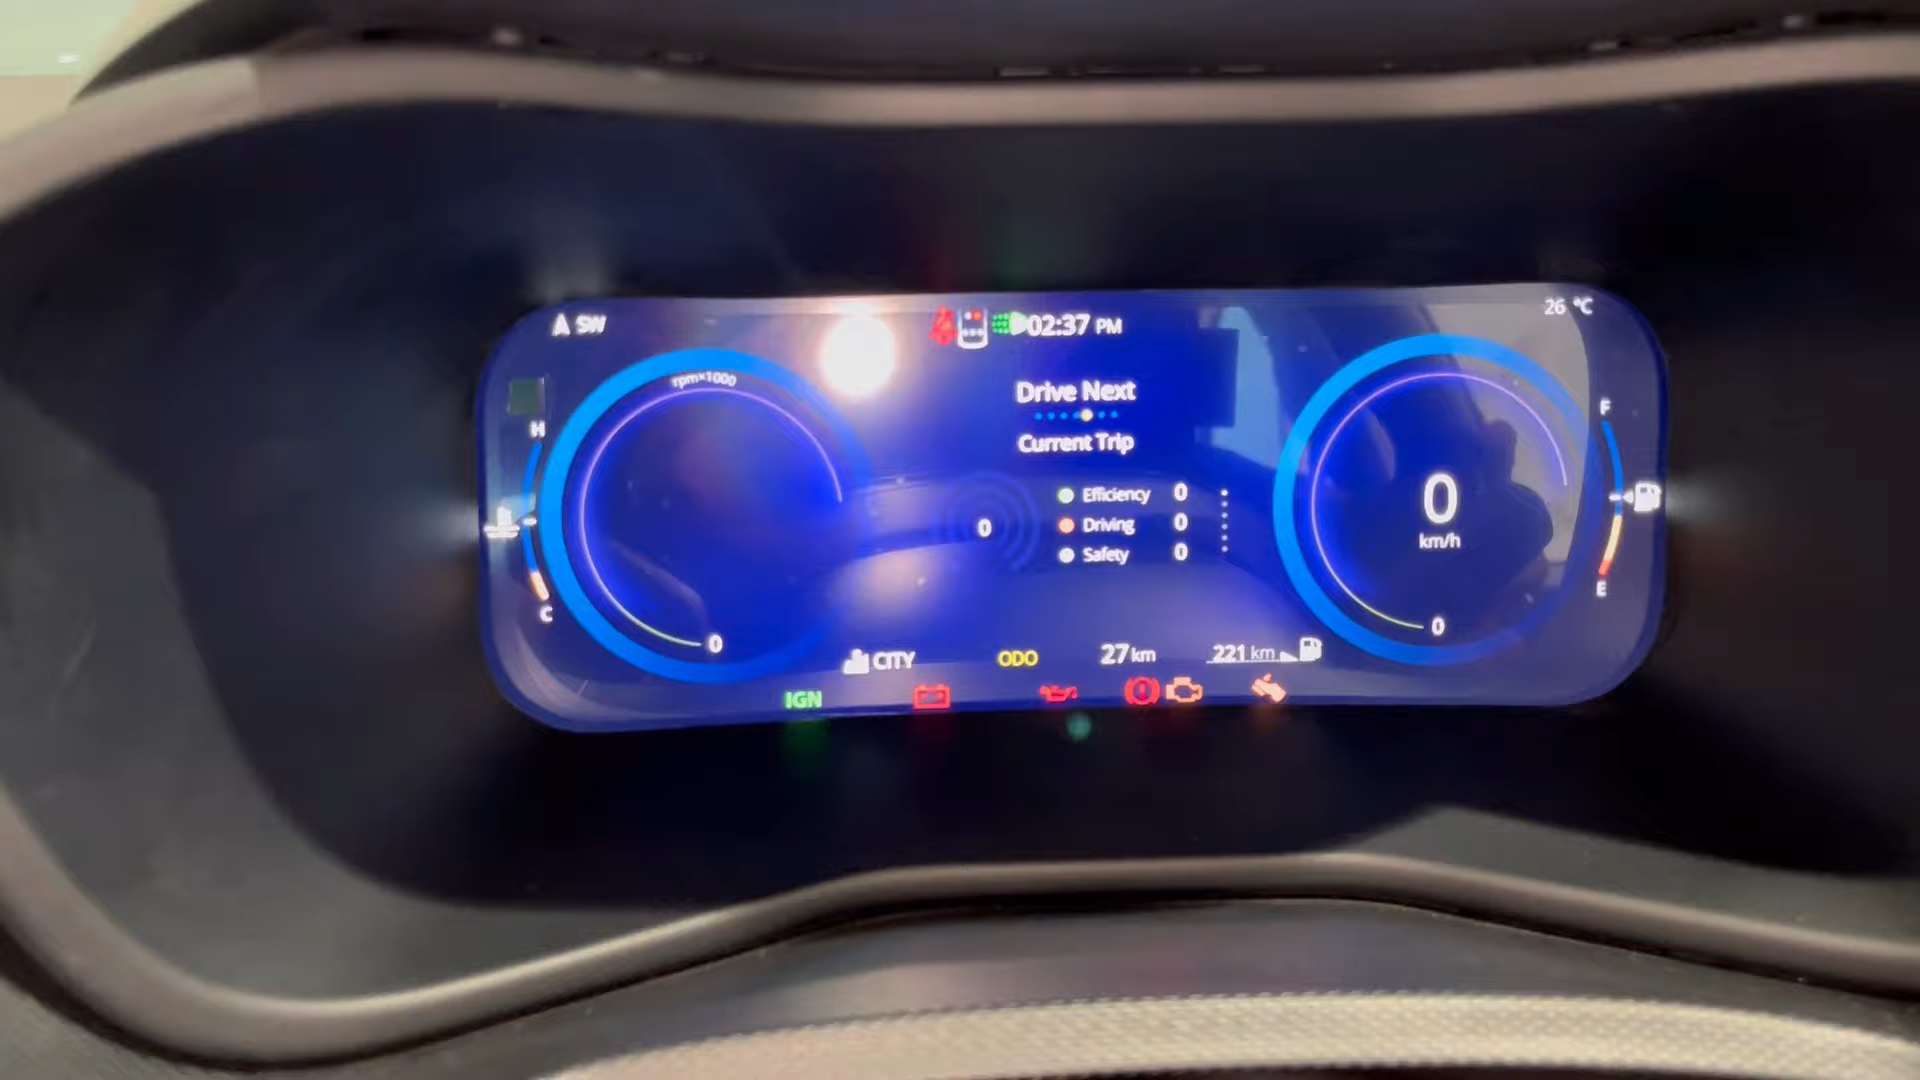 SW
02:37 PM
26 °C
rpm×1000
Drive Next
Current Trip
H
F
Efficiency 0
0
Driving 0
Safety 0
0
km/h
C
E
0
0
CITY
ODO
27 km
221 km
IGN